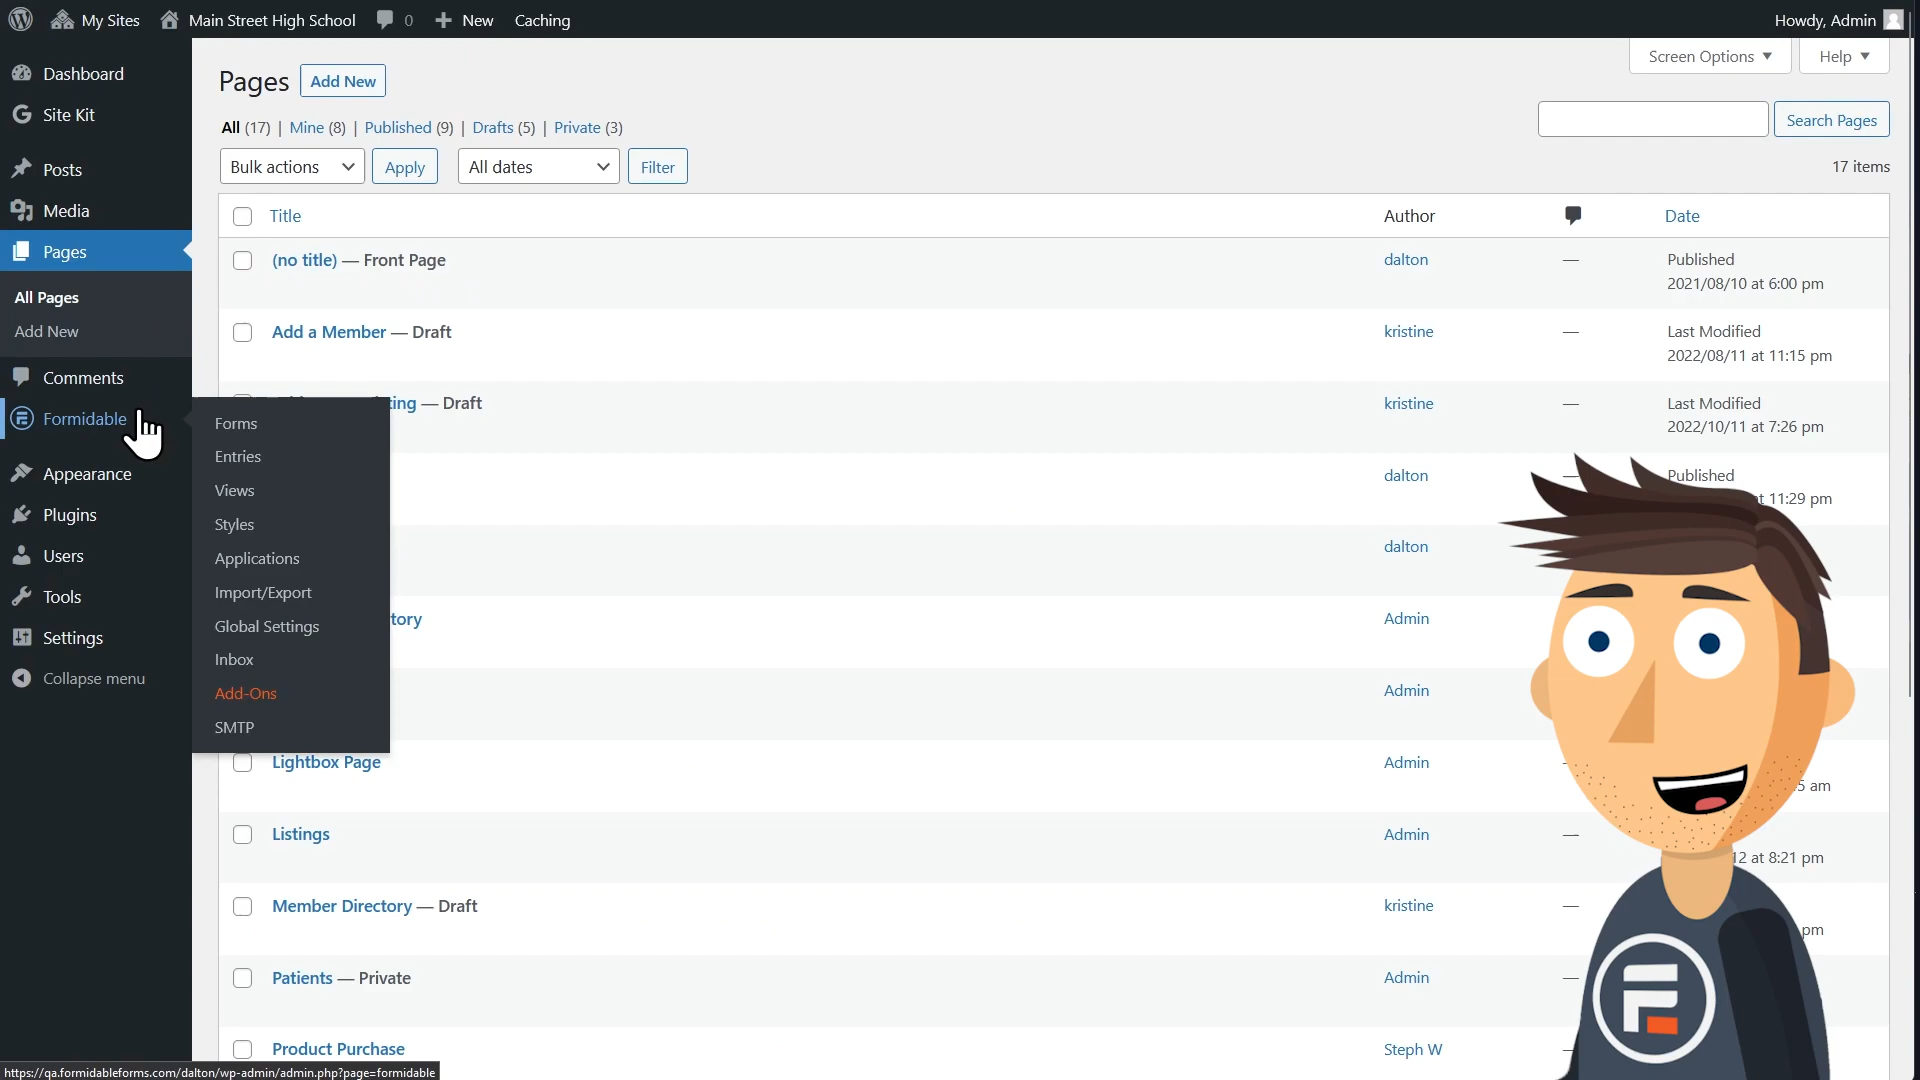 My Sites Main Street High School 0 New Caching Howdy, Admin
Screen Options Help
Dashboard
Site Kit
Posts
Media
Pages
All Pages
Add New
Comments
Formidable
Appearance
Plugins
Users
Tools
Settings
Collapse menu
Forms
Entries
Views
Styles
Applications
Import/Export
Global Settings
Inbox
Add-Ons
SMTP
Pages Add New
All (17) | Mine (8) | Published (9) | Drafts (5) | Private (3)
Search Pages
Bulk actions Apply All dates Filter 17 items
Title Author Date
(no title) — Front Page dalton — Published
2021/08/10 at 6:00 pm
Add a Member — Draft kristine — Last Modified
2022/08/11 at 11:15 pm
— Draft kristine — Last Modified
2022/10/11 at 7:26 pm
dalton — Published
at 11:29 pm
dalton
Admin
Admin
Lightbox Page Admin
am
Listings Admin —
at 8:21 pm
Member Directory — Draft kristine —
pm
Patients — Private Admin —
Product Purchase Steph W —
https://qa.formidableforms.com/dalton/wp-admin/admin.php?page=formidable